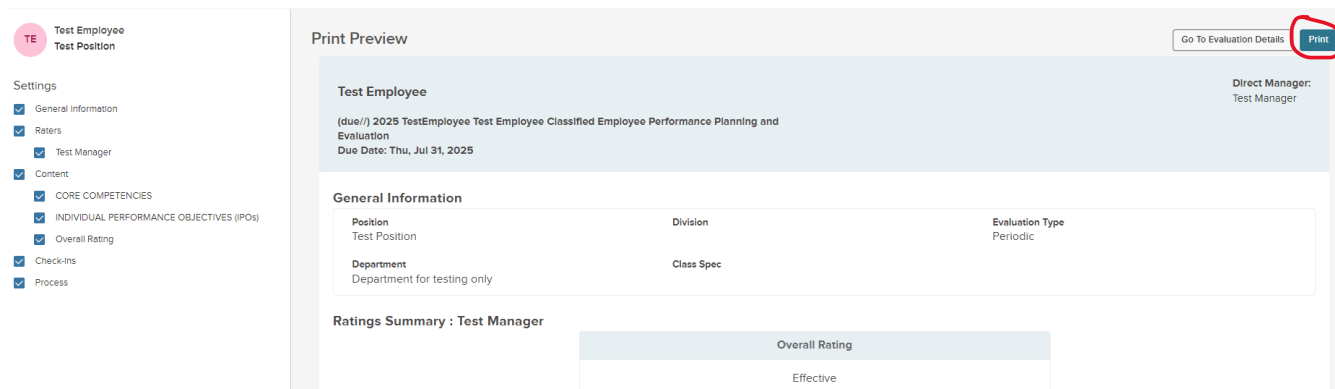 TE
Test Employee
Test Position
Settings
General Information
Raters
Test Manager
Content
CORE COMPETENCIES
INDIVIDUAL PERFORMANCE OBJECTIVES (IPOs)
Overall Rating
Check-Ins
Process
Print Preview
Go To Evaluation Details
Print
Test Employee
Direct Manager:
Test Manager
(due//) 2025 TestEmployee Test Employee Classified Employee Performance Planning and
Evaluation
Due Date: Thu, Jul 31, 2025
General Information
Position
Test Position
Division
Evaluation Type
Periodic
Department
Department for testing only
Class Spec
Ratings Summary : Test Manager
Overall Rating
Effective